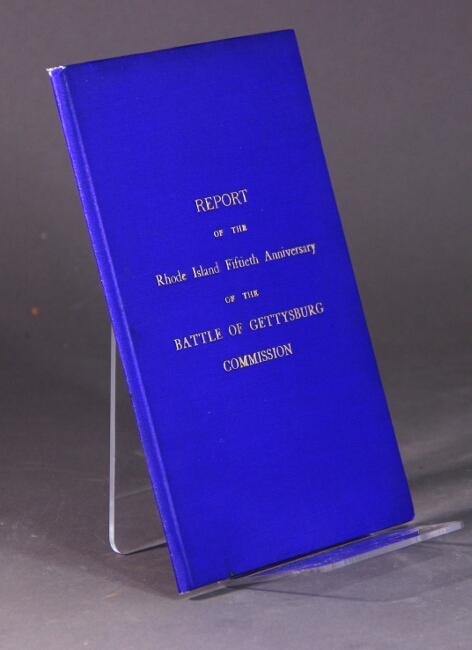 REPORT
OF THE
Rhode Island Fiftieth Anniversary
OF THE
BATTLE OF GETTYSBURG
COMMISSION